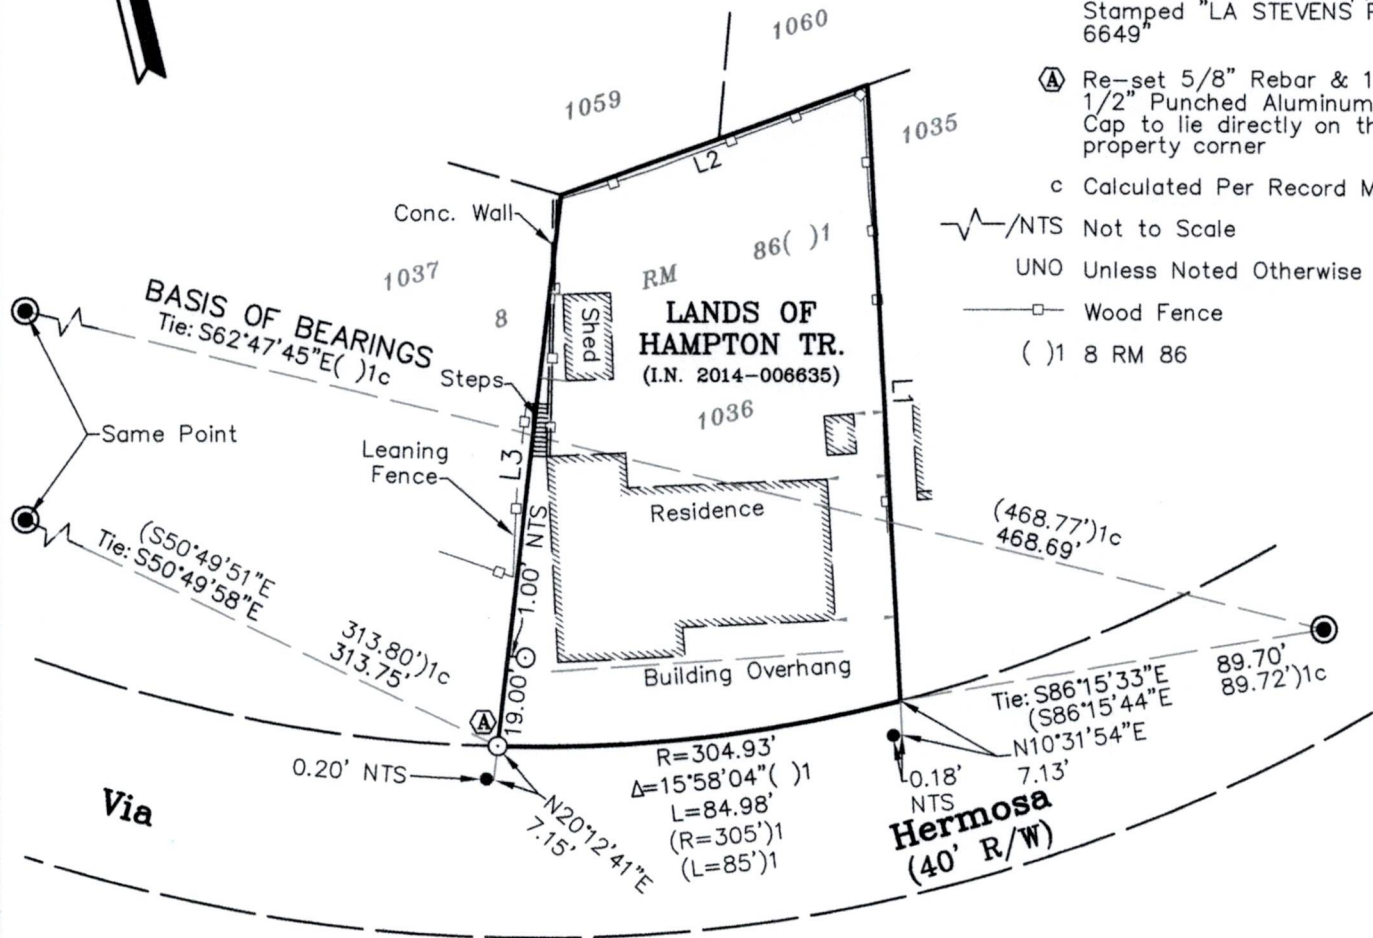 Stamped "LA STEVENS
6649"
Ⓐ Re-set 5/8" Rebar & 1
1/2" Punched Aluminum
Cap to lie directly on
property corner
c Calculated Per Record
/NTS Not to Scale
UNO Unless Noted Otherwise
Wood Fence
( )1 8 RM 86
1060
1059
1035
L2
Conc. Wall
1037
8
RM
86( )1
BASIS OF BEARINGS
Tie: S62°47'45"E( )1c
Shed
LANDS OF
HAMPTON TR.
(I.N. 2014-006635)
Steps
L1
1036
Same Point
Leaning
Fence
L3
NTS
1.00'
19.00'
Residence
(468.77')1c
468.69'
(S50°49'51"E
Tie: S50°49'58"E
313.80')1c
313.75'
Building Overhang
Tie: S86°15'33"E
(S86°15'44"E
89.70'
89.72')1c
A
N10°31'54"E
7.13'
0.20' NTS
0.18'
NTS
R=304.93'
Δ=15°58'04"( )1
L=84.98'
(R=305')1
(L=85')1
N20°12'41"E
7.15'
Via
Hermosa
(40' R/W)